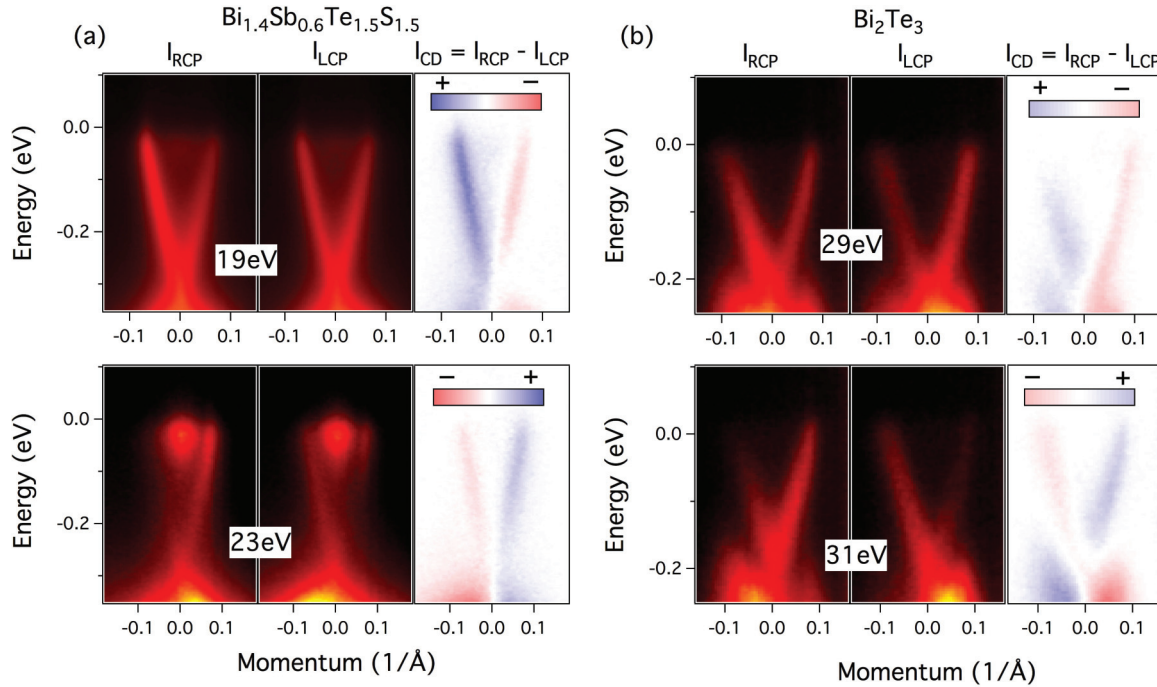 (a)
Bi1.4Sb0.6Te1.5S1.5
IRCP ILCP ICD = IRCP - ILCP
+ −
Energy (eV)
0.0
-0.2
19eV
-0.1 0.0 0.1 -0.1 0.0 0.1 -0.1 0.0 0.1
− +
Energy (eV)
0.0
-0.2
23eV
-0.1 0.0 0.1 -0.1 0.0 0.1 -0.1 0.0 0.1
Momentum (1/Å)
(b)
Bi2Te3
IRCP ILCP ICD = IRCP - ILCP
+ −
Energy (eV)
0.0
-0.1
-0.2
29eV
-0.1 0.0 0.1 -0.1 0.0 0.1 -0.1 0.0 0.1
− +
Energy (eV)
0.0
-0.1
-0.2
31eV
-0.1 0.0 0.1 -0.1 0.0 0.1 -0.1 0.0 0.1
Momentum (1/Å)